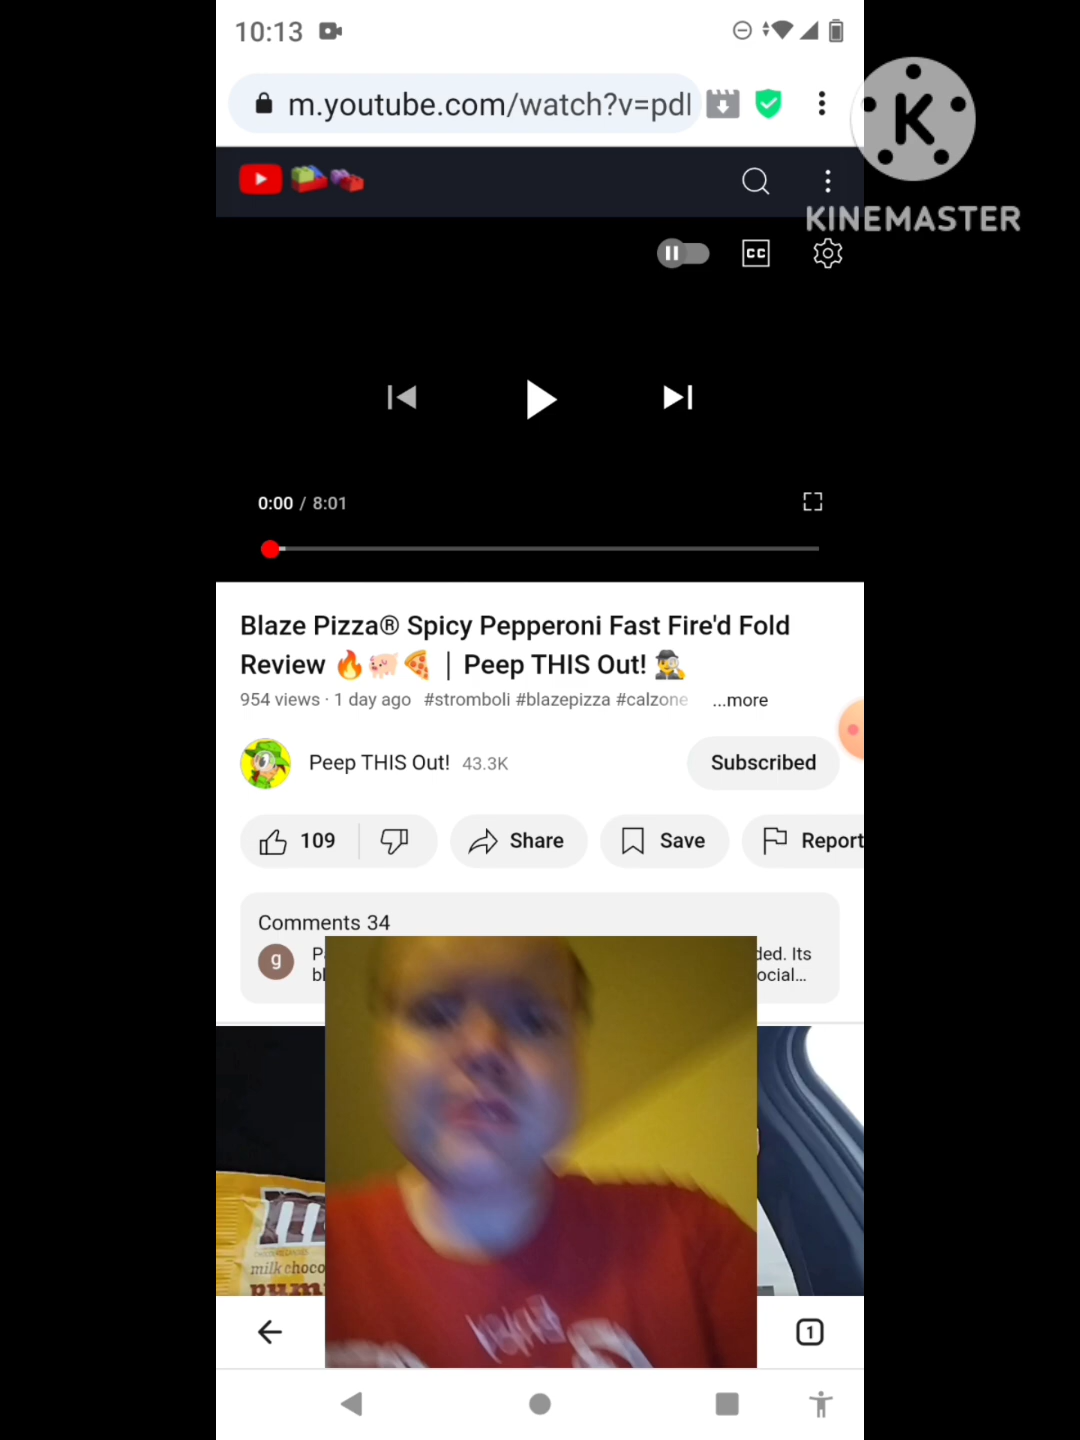 10:13
m.youtube.com/watch?v=pdl
K
KINEMASTER
CC
0:00 / 8:01
Blaze Pizza® Spicy Pepperoni Fast Fire'd Fold
Review 🔥🐷🍕 | Peep THIS Out! 🕵️
954 views · 1 day ago #stromboli #blazepizza #calzone ...more
Peep THIS Out! 43.3K Subscribed
109 Share Save Report
Comments 34
g
ded. Its
ocial...
milk choco
1